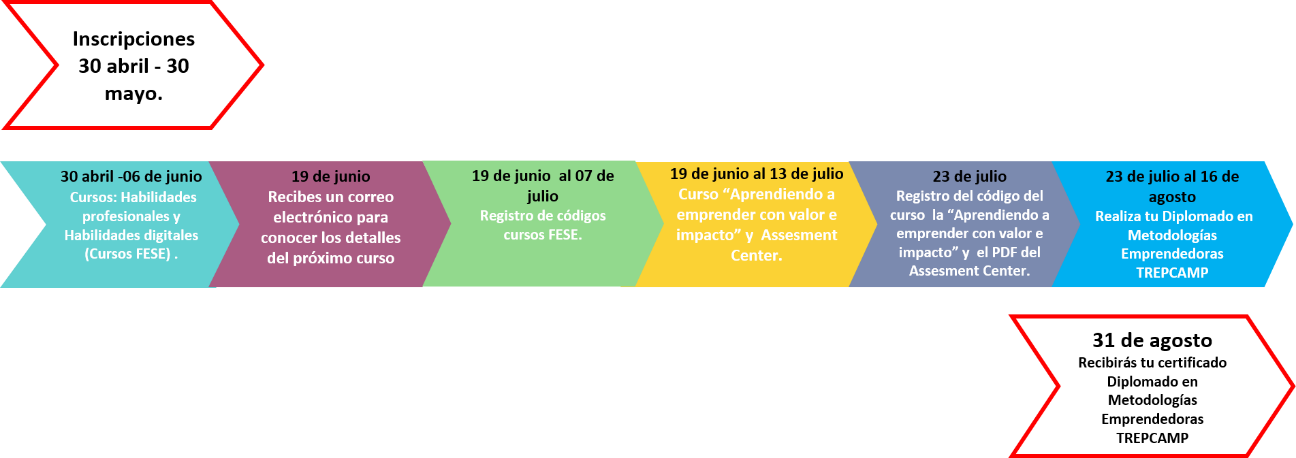 Inscripciones
30 abril - 30
mayo.
30 abril -06 de junio
Cursos: Habilidades
profesionales y
Habilidades digitales
(Cursos FESE) .
19 de junio
Recibes un correo
electrónico para
conocer los detalles
del próximo curso
19 de junio  al 07 de
julio
Registro de códigos
cursos FESE.
19 de junio al 13 de julio
Curso “Aprendiendo a
emprender con valor e
impacto” y  Assesment
Center.
23 de julio
Registro del código del
curso  la “Aprendiendo a
emprender con valor e
impacto” y  el PDF del
Assesment Center.
23 de julio al 16 de
agosto
Realiza tu Diplomado en
Metodologías
Emprendedoras
TREPCAMP
31 de agosto
Recibirás tu certificado
Diplomado en
Metodologías
Emprendedoras
TREPCAMP